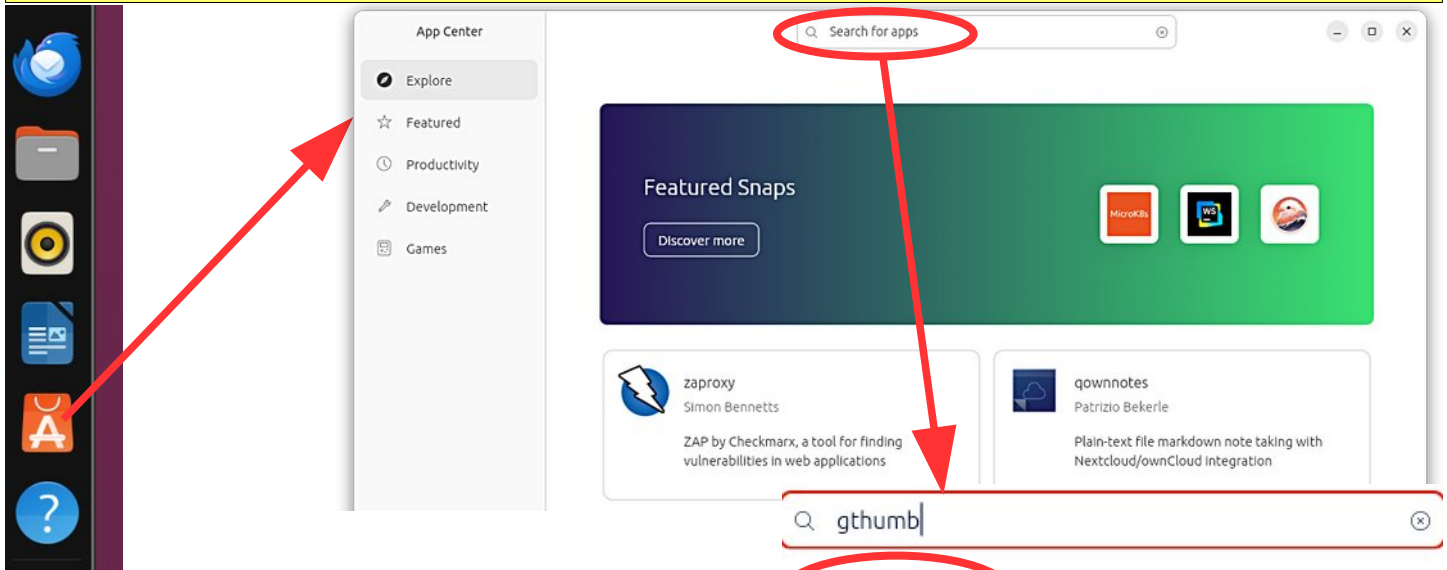 App Center
Search for apps
Explore
Featured
Productivity
Development
Games
Featured Snaps
Discover more
MicroK8s
WS
zaproxy
Simon Bennetts
ZAP by Checkmarx, a tool for finding
vulnerabilities in web applications
qownnotes
Patrizio Bekerle
Plain-text file markdown note taking with
Nextcloud/ownCloud integration
gthumb